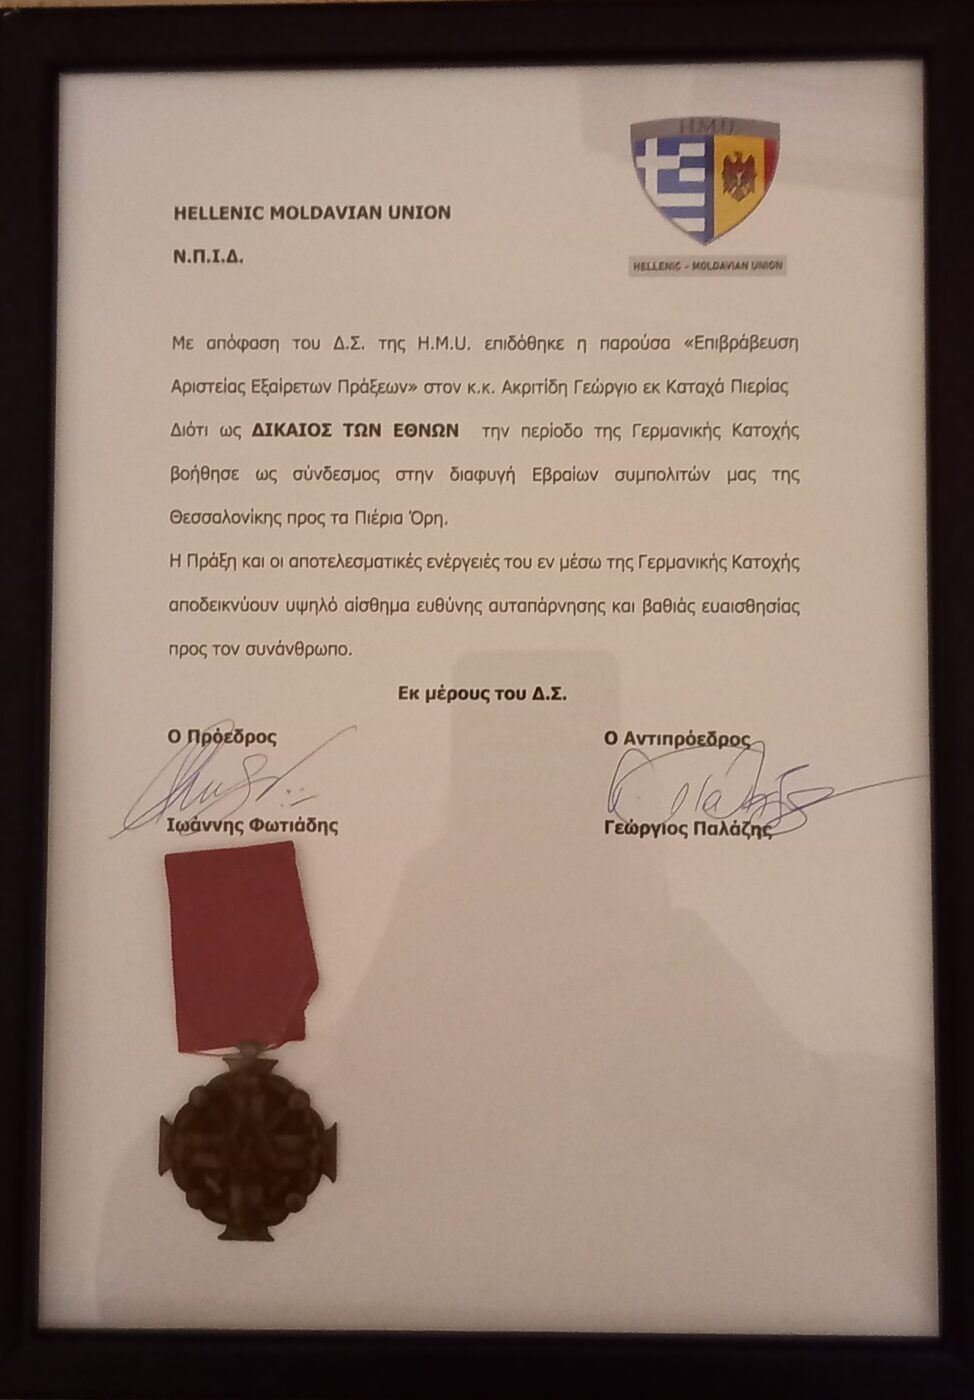 H.M.U.
HELLENIC - MOLDAVIAN UNION
HELLENIC MOLDAVIAN UNION
Ν.Π.Ι.Δ.
Με απόφαση του Δ.Σ. της H.M.U. επιδόθηκε η παρούσα «Επιβράβευση
Αριστείας Εξαίρετων Πράξεων» στον κ.κ. Ακριτίδη Γεώργιο εκ Καταχά Πιερίας
Διότι ως ΔΙΚΑΙΟΣ ΤΩΝ ΕΘΝΩΝ την περίοδο της Γερμανικής Κατοχής
βοήθησε ως σύνδεσμος στην διαφυγή Εβραίων συμπολιτών μας της
Θεσσαλονίκης προς τα Πιέρια Όρη.
Η Πράξη και οι αποτελεσματικές ενέργειές του εν μέσω της Γερμανικής Κατοχής
αποδεικνύουν υψηλό αίσθημα ευθύνης αυταπάρνησης και βαθιάς ευαισθησίας
προς τον συνάνθρωπο.
Εκ μέρους του Δ.Σ.
Ο Πρόεδρος
Ο Αντιπρόεδρος
Ιωάννης Φωτιάδης
Γεώργιος Παλάζης